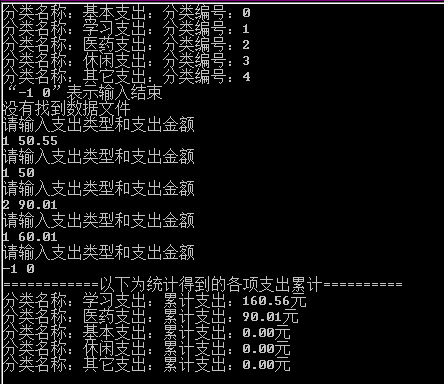 分类名称：基本支出：分类编号：0
分类名称：学习支出：分类编号：1
分类名称：医药支出：分类编号：2
分类名称：休闲支出：分类编号：3
分类名称：其它支出：分类编号：4
“-1 0”表示输入结束
没有找到数据文件
请输入支出类型和支出金额
1 50.55
请输入支出类型和支出金额
1 50
请输入支出类型和支出金额
2 90.01
请输入支出类型和支出金额
1 60.01
请输入支出类型和支出金额
-1 0
============以下为统计得到的各项支出累计==========
分类名称：学习支出：累计支出：160.56元
分类名称：医药支出：累计支出：90.01元
分类名称：基本支出：累计支出：0.00元
分类名称：休闲支出：累计支出：0.00元
分类名称：其它支出：累计支出：0.00元